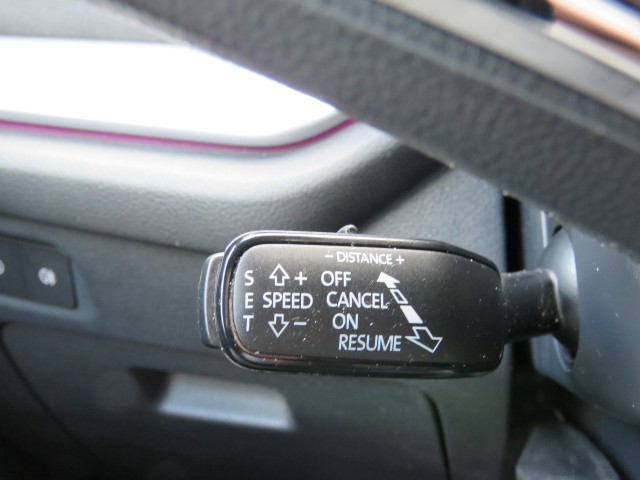 - DISTANCE +
S + OFF
E SPEED CANCEL
T - ON
RESUME